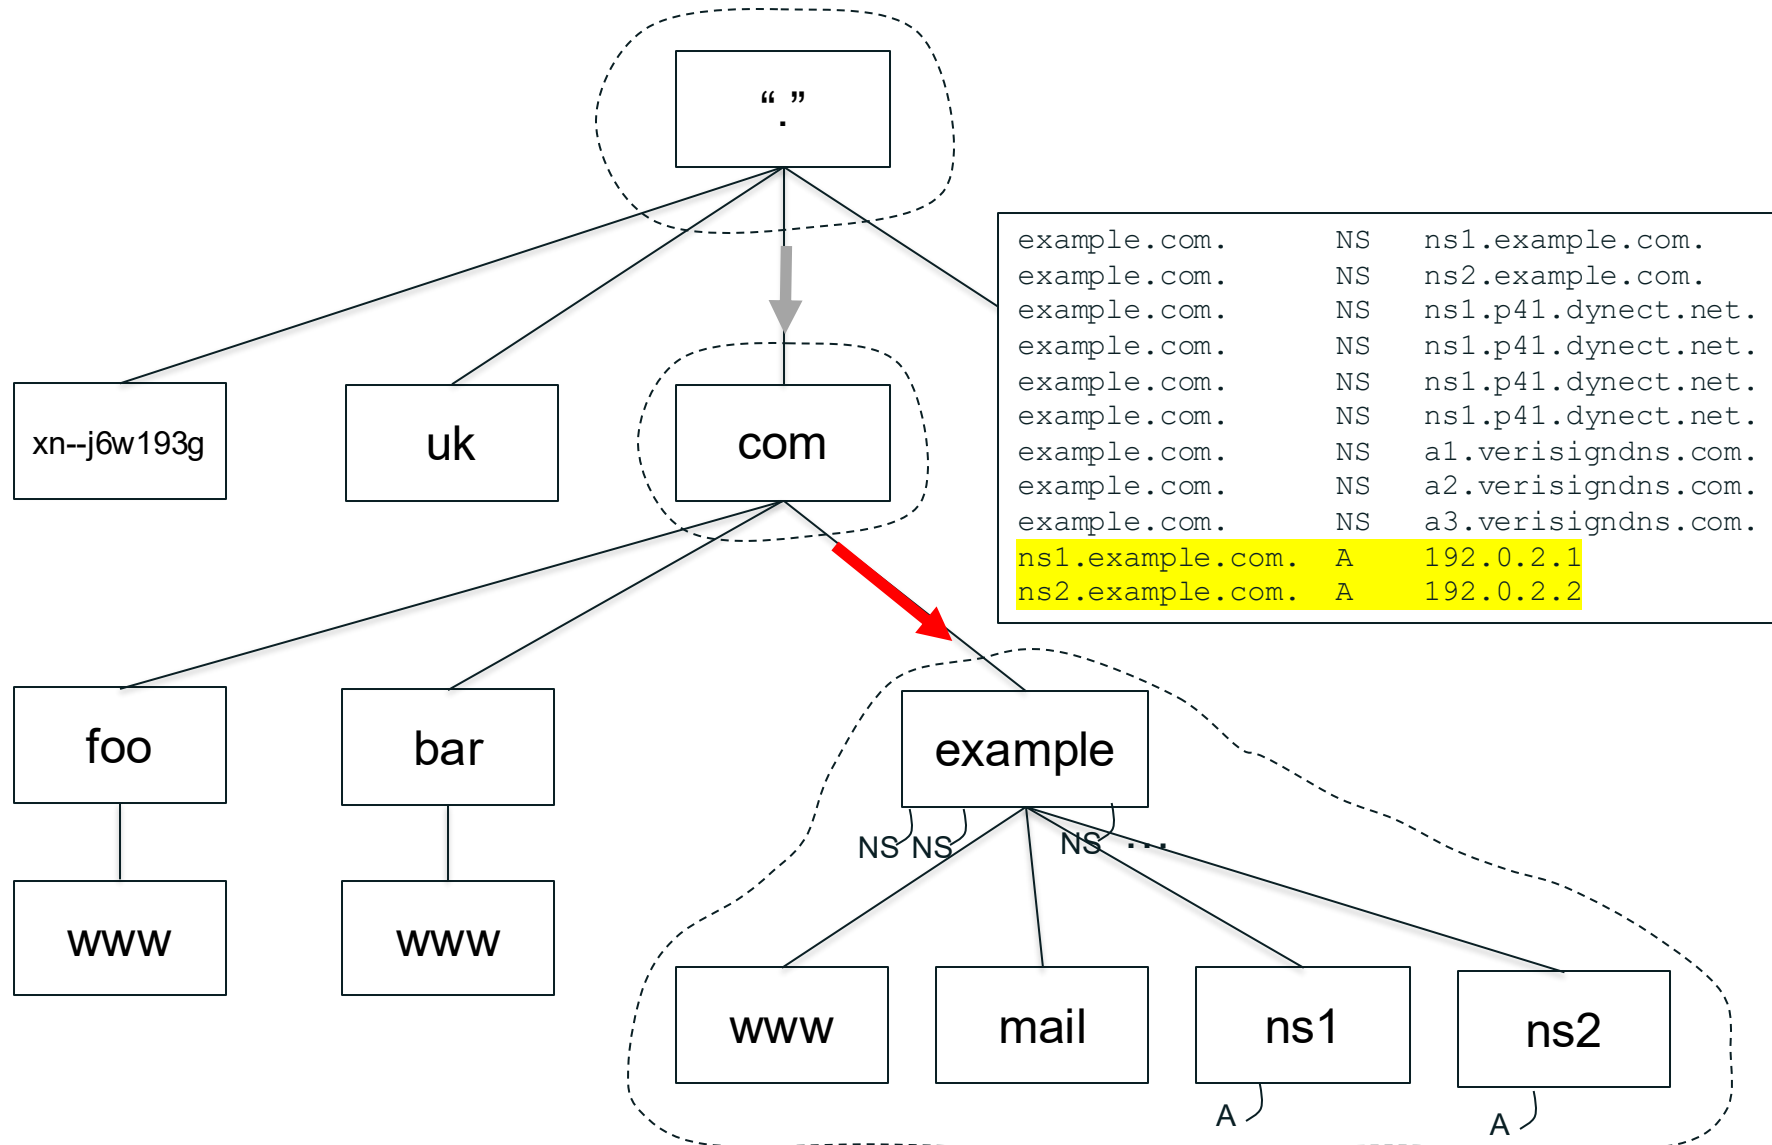 “.”
example.com. NS ns1.example.com.
example.com. NS ns2.example.com.
example.com. NS ns1.p41.dynect.net.
example.com. NS ns1.p41.dynect.net.
example.com. NS ns1.p41.dynect.net.
example.com. NS ns1.p41.dynect.net.
example.com. NS a1.verisigndns.com.
example.com. NS a2.verisigndns.com.
example.com. NS a3.verisigndns.com.
ns1.example.com. A 192.0.2.1
ns2.example.com. A 192.0.2.2
xn--j6w193g
uk
com
foo
bar
example
NS NS NS ...
www
www
www
mail
ns1
ns2
A
A